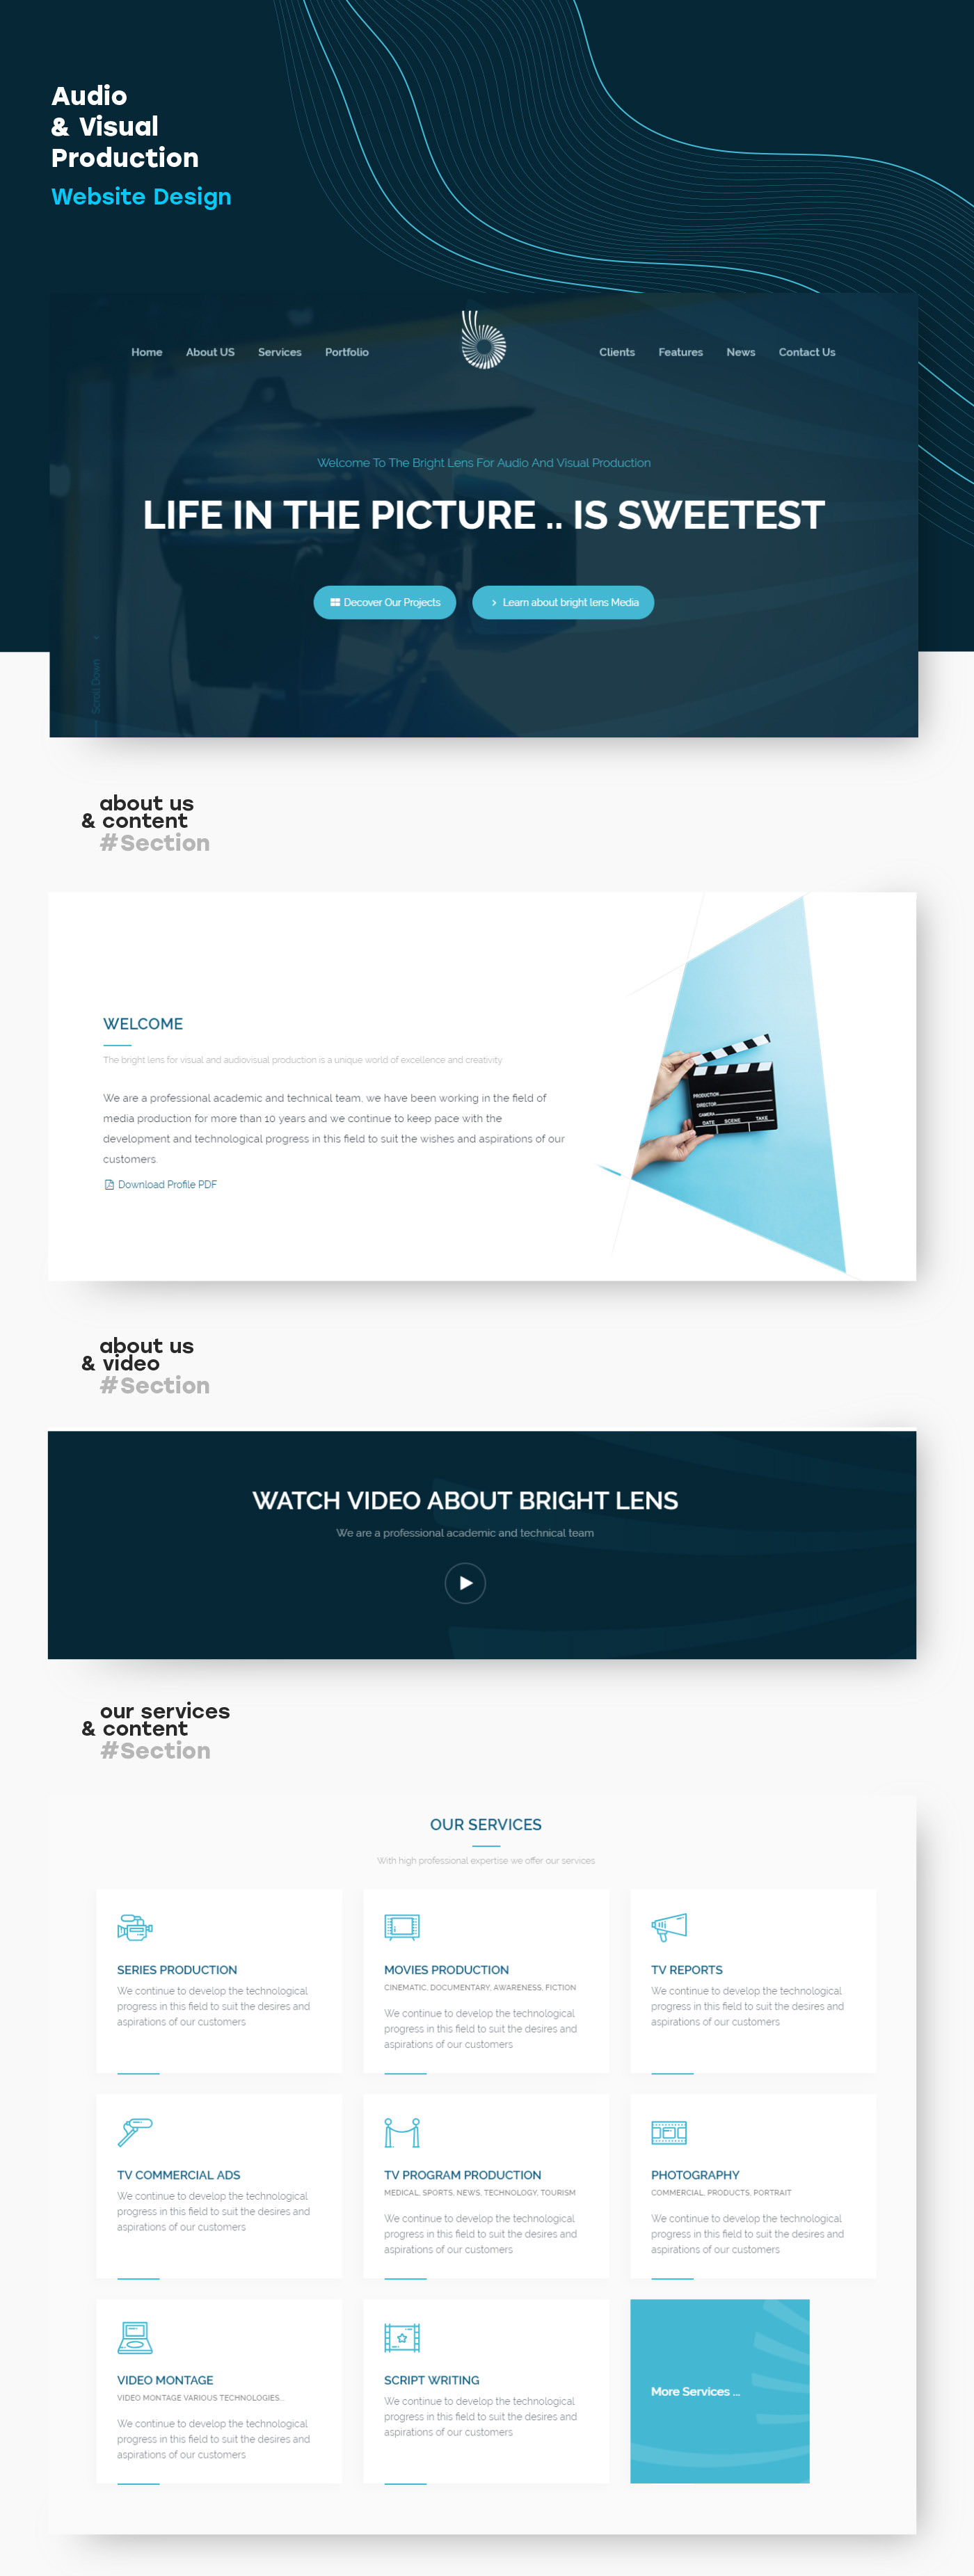 Audio
& Visual
Production
Website Design
Home About US Services Portfolio Clients Features News Contact Us
Welcome To The Bright Lens For Audio And Visual Production
LIFE IN THE PICTURE .. IS SWEETEST
Decover Our Projects
Learn about bright lens Media
Scroll Down
about us
& content
#Section
WELCOME
The bright lens for visual and audiovisual production is a unique world of excellence and creativity
We are a professional academic and technical team, we have been working in the field of
media production for more than 10 years and we continue to keep pace with the
development and technological progress in this field to suit the wishes and aspirations of our
customers.
Download Profile PDF
PRODUCTION
DIRECTOR
CAMERA
DATE SCENE TAKE
about us
& video
#Section
WATCH VIDEO ABOUT BRIGHT LENS
We are a professional academic and technical team
our services
& content
#Section
OUR SERVICES
With high professional expertise we offer our services
SERIES PRODUCTION
We continue to develop the technological
progress in this field to suit the desires and
aspirations of our customers
MOVIES PRODUCTION
CINEMATIC, DOCUMENTARY, AWARENESS, FICTION
We continue to develop the technological
progress in this field to suit the desires and
aspirations of our customers
TV REPORTS
We continue to develop the technological
progress in this field to suit the desires and
aspirations of our customers
TV COMMERCIAL ADS
We continue to develop the technological
progress in this field to suit the desires and
aspirations of our customers
TV PROGRAM PRODUCTION
MEDICAL, SPORTS, NEWS, TECHNOLOGY, TOURISM
We continue to develop the technological
progress in this field to suit the desires and
aspirations of our customers
PHOTOGRAPHY
COMMERCIAL, PRODUCTS, PORTRAIT
We continue to develop the technological
progress in this field to suit the desires and
aspirations of our customers
VIDEO MONTAGE
VIDEO MONTAGE VARIOUS TECHNOLOGIES...
We continue to develop the technological
progress in this field to suit the desires and
aspirations of our customers
SCRIPT WRITING
We continue to develop the technological
progress in this field to suit the desires and
aspirations of our customers
More Services ...